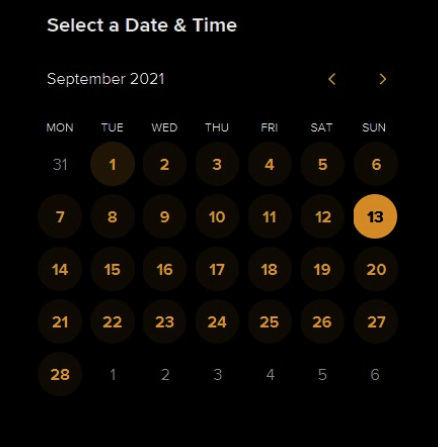 Select a Date & Time
September 2021
MON TUE WED THU FRI SAT SUN
31 1 2 3 4 5 6
7 8 9 10 11 12 13
14 15 16 17 18 19 20
21 22 23 24 25 26 27
28 1 2 3 4 5 6